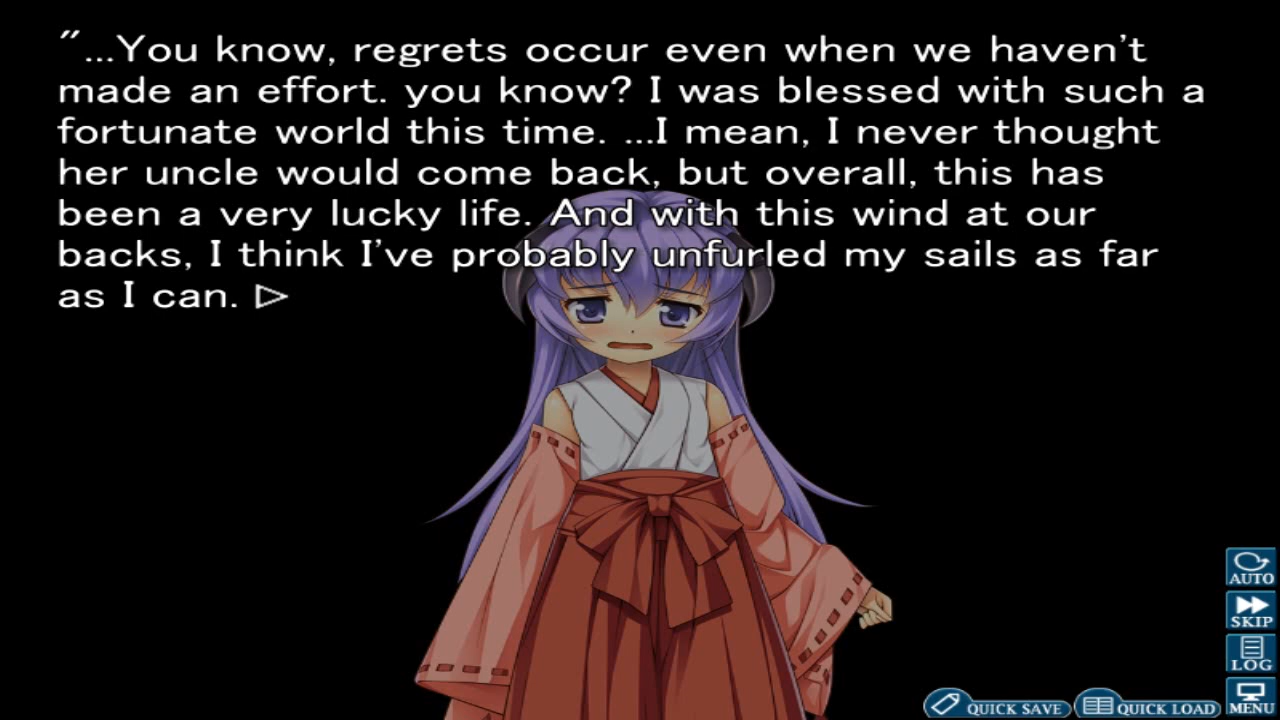 "...You know, regrets occur even when we haven't
made an effort. you know? I was blessed with such a
fortunate world this time. ...I mean, I never thought
her uncle would come back, but overall, this has
been a very lucky life. And with this wind at our
backs, I think I've probably unfurled my sails as far
as I can.
AUTO
SKIP
LOG
MENU
QUICK SAVE
QUICK LOAD